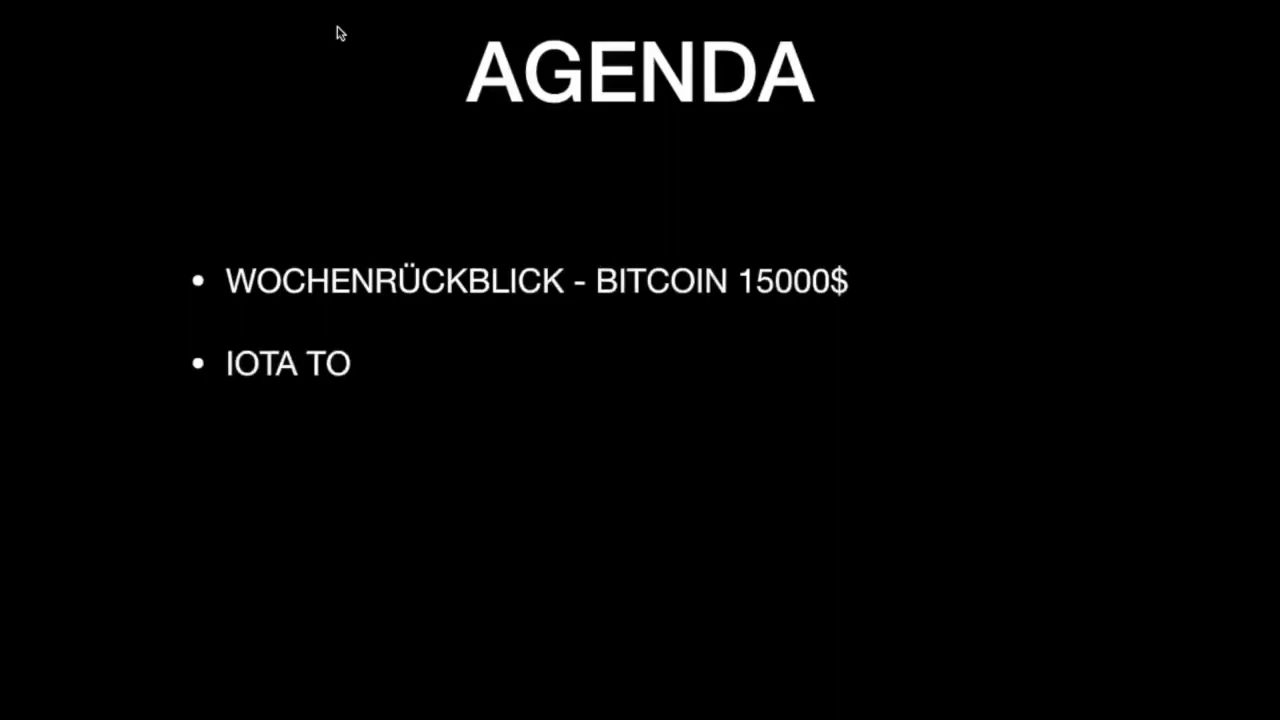 AGENDA
• WOCHENRÜCKBLICK - BITCOIN 15000$
• IOTA TO